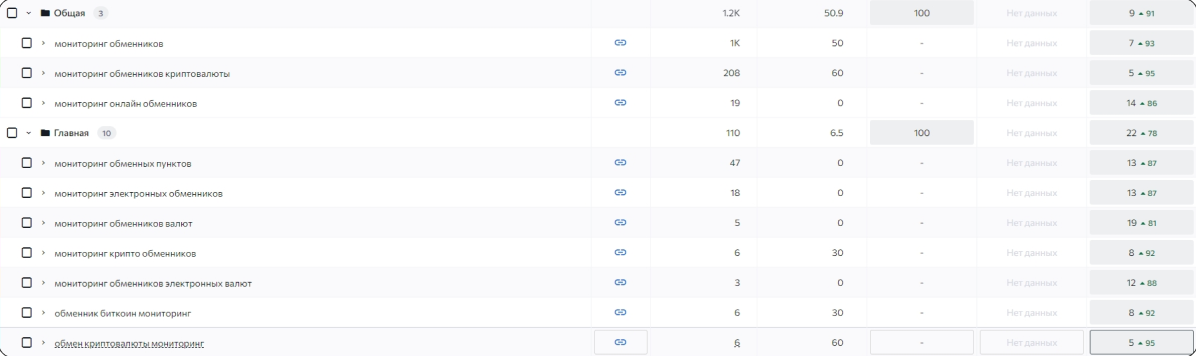 Общая 3 1.2K 50.9 100 Нет данных 9 ▲ 91
мониторинг обменников 1K 50 - Нет данных 7 ▲ 93
мониторинг обменников криптовалюты 208 60 - Нет данных 5 ▲ 95
мониторинг онлайн обменников 19 0 - Нет данных 14 ▲ 86
Главная 10 110 6.5 100 Нет данных 22 ▲ 78
мониторинг обменных пунктов 47 0 - Нет данных 13 ▲ 87
мониторинг электронных обменников 18 0 - Нет данных 13 ▲ 87
мониторинг обменников валют 5 0 - Нет данных 19 ▲ 81
мониторинг крипто обменников 6 30 - Нет данных 8 ▲ 92
мониторинг обменников электронных валют 3 0 - Нет данных 12 ▲ 88
обменник биткоин мониторинг 6 30 - Нет данных 8 ▲ 92
обмен криптовалюты мониторинг 6 60 - Нет данных 5 ▲ 95